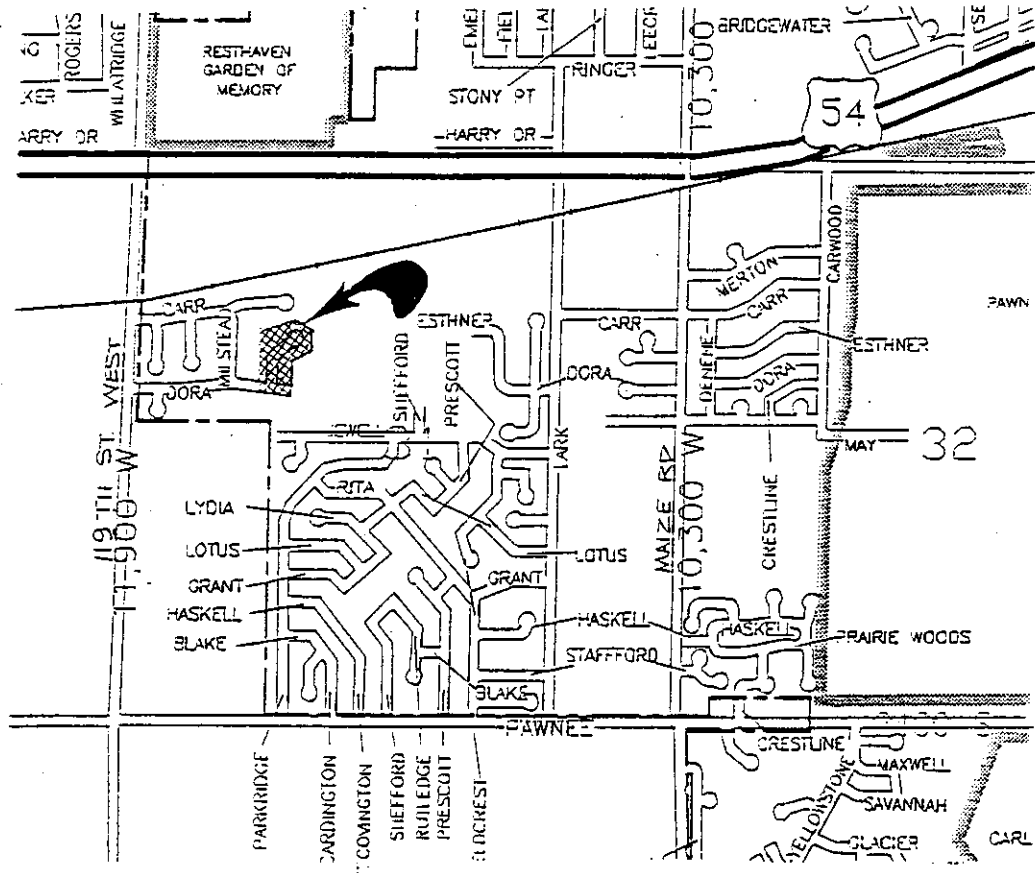 ROGERS
WHEATRIDGE
RESTHAVEN
GARDEN OF
MEMORY
STONY PT
RINGER
10,300
BRIDGEWATER
54
ARRY DR
HARRY DR
MERTON
CARWOOD
CARR
CARR
CARR
PAWN
ESTHNER
ESTHNER
MILSTEAD
SHEFFORD
PRESCOTT
DENENE
DORA
DORA
DORA
WEST
119TH ST. W
MAY
32
PARK
MAIZE RD
10,300 W
CRESTLINE
RITA
LYDIA
LOTUS
LOTUS
GRANT
GRANT
HASKELL
HASKELL
HASKELL
PRAIRIE WOODS
BLAKE
STAFFFORD
BLAKE
PAWNEE
CRESTLINE
MAXWELL
YELLOWSTONE
SAVANNAH
GLACIER
CARL
PARKRIDGE
CARDINGTON
COVINGTON
SHEFFORD
RUTLEDGE
PRESCOTT